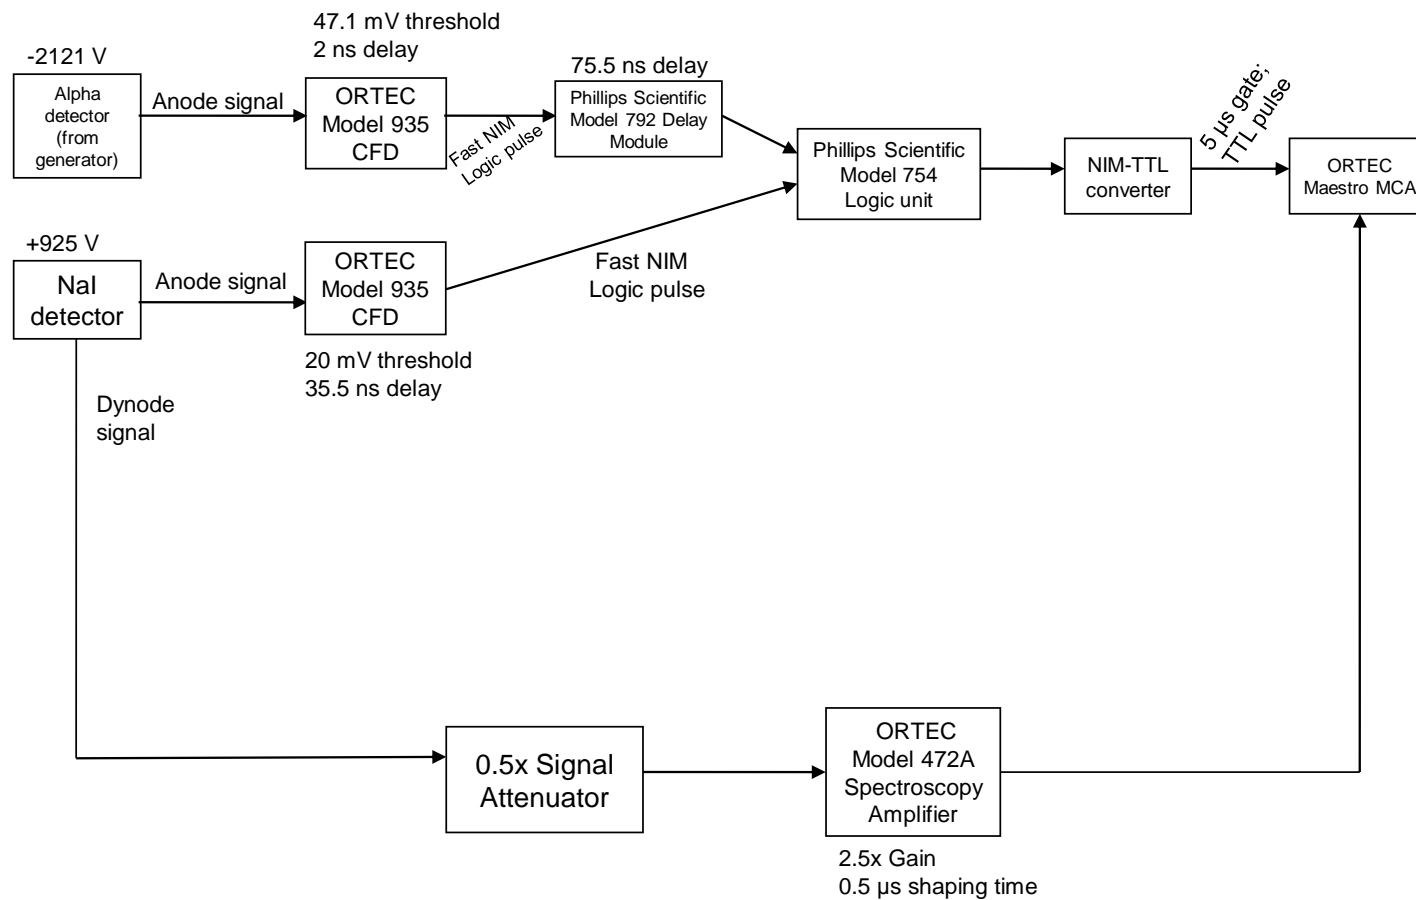 47.1 mV threshold
2 ns delay
-2121 V
Alpha
detector
(from
generator)
Anode signal
ORTEC
Model 935
CFD
Fast NIM
Logic pulse
75.5 ns delay
Phillips Scientific
Model 792 Delay
Module
Phillips Scientific
Model 754
Logic unit
NIM-TTL
converter
5 µs gate;
TTL pulse
ORTEC
Maestro MCA
+925 V
NaI
detector
Anode signal
ORTEC
Model 935
CFD
20 mV threshold
35.5 ns delay
Fast NIM
Logic pulse
Dynode
signal
0.5x Signal
Attenuator
ORTEC
Model 472A
Spectroscopy
Amplifier
2.5x Gain
0.5 µs shaping time